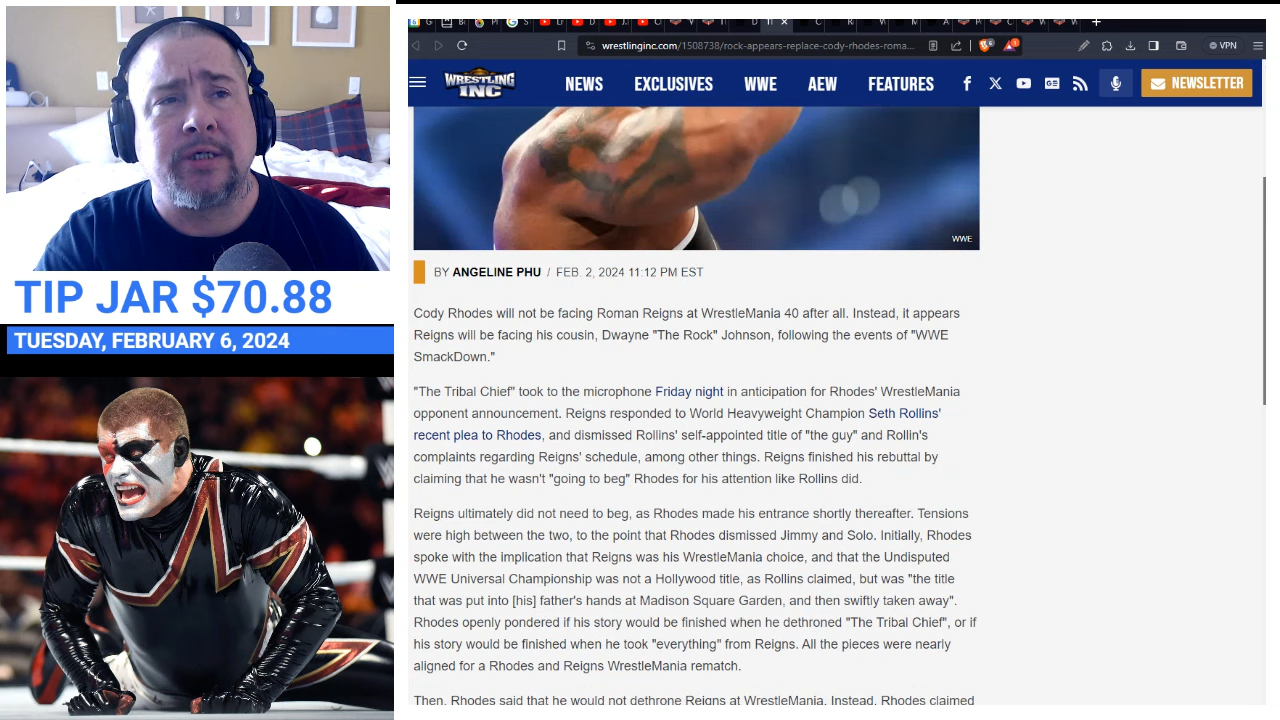 wrestlinginc.com/1508738/rock-appears-replace-cody-rhodes-roma...
VPN
WRESTLING INC
NEWS
EXCLUSIVES
WWE
AEW
FEATURES
NEWSLETTER
WWE
BY ANGELINE PHU / FEB. 2, 2024 11:12 PM EST
Cody Rhodes will not be facing Roman Reigns at WrestleMania 40 after all. Instead, it appears
Reigns will be facing his cousin, Dwayne "The Rock" Johnson, following the events of "WWE
SmackDown."
"The Tribal Chief" took to the microphone Friday night in anticipation for Rhodes' WrestleMania
opponent announcement. Reigns responded to World Heavyweight Champion Seth Rollins'
recent plea to Rhodes, and dismissed Rollins' self-appointed title of "the guy" and Rollin's
complaints regarding Reigns' schedule, among other things. Reigns finished his rebuttal by
claiming that he wasn't "going to beg" Rhodes for his attention like Rollins did.
Reigns ultimately did not need to beg, as Rhodes made his entrance shortly thereafter. Tensions
were high between the two, to the point that Rhodes dismissed Jimmy and Solo. Initially, Rhodes
spoke with the implication that Reigns was his WrestleMania choice, and that the Undisputed
WWE Universal Championship was not a Hollywood title, as Rollins claimed, but was "the title
that was put into [his] father's hands at Madison Square Garden, and then swiftly taken away".
Rhodes openly pondered if his story would be finished when he dethroned "The Tribal Chief", or if
his story would be finished when he took "everything" from Reigns. All the pieces were nearly
aligned for a Rhodes and Reigns WrestleMania rematch.
Then, Rhodes said that he would not dethrone Reigns at WrestleMania. Instead, Rhodes claimed
TIP JAR $70.88
TUESDAY, FEBRUARY 6, 2024